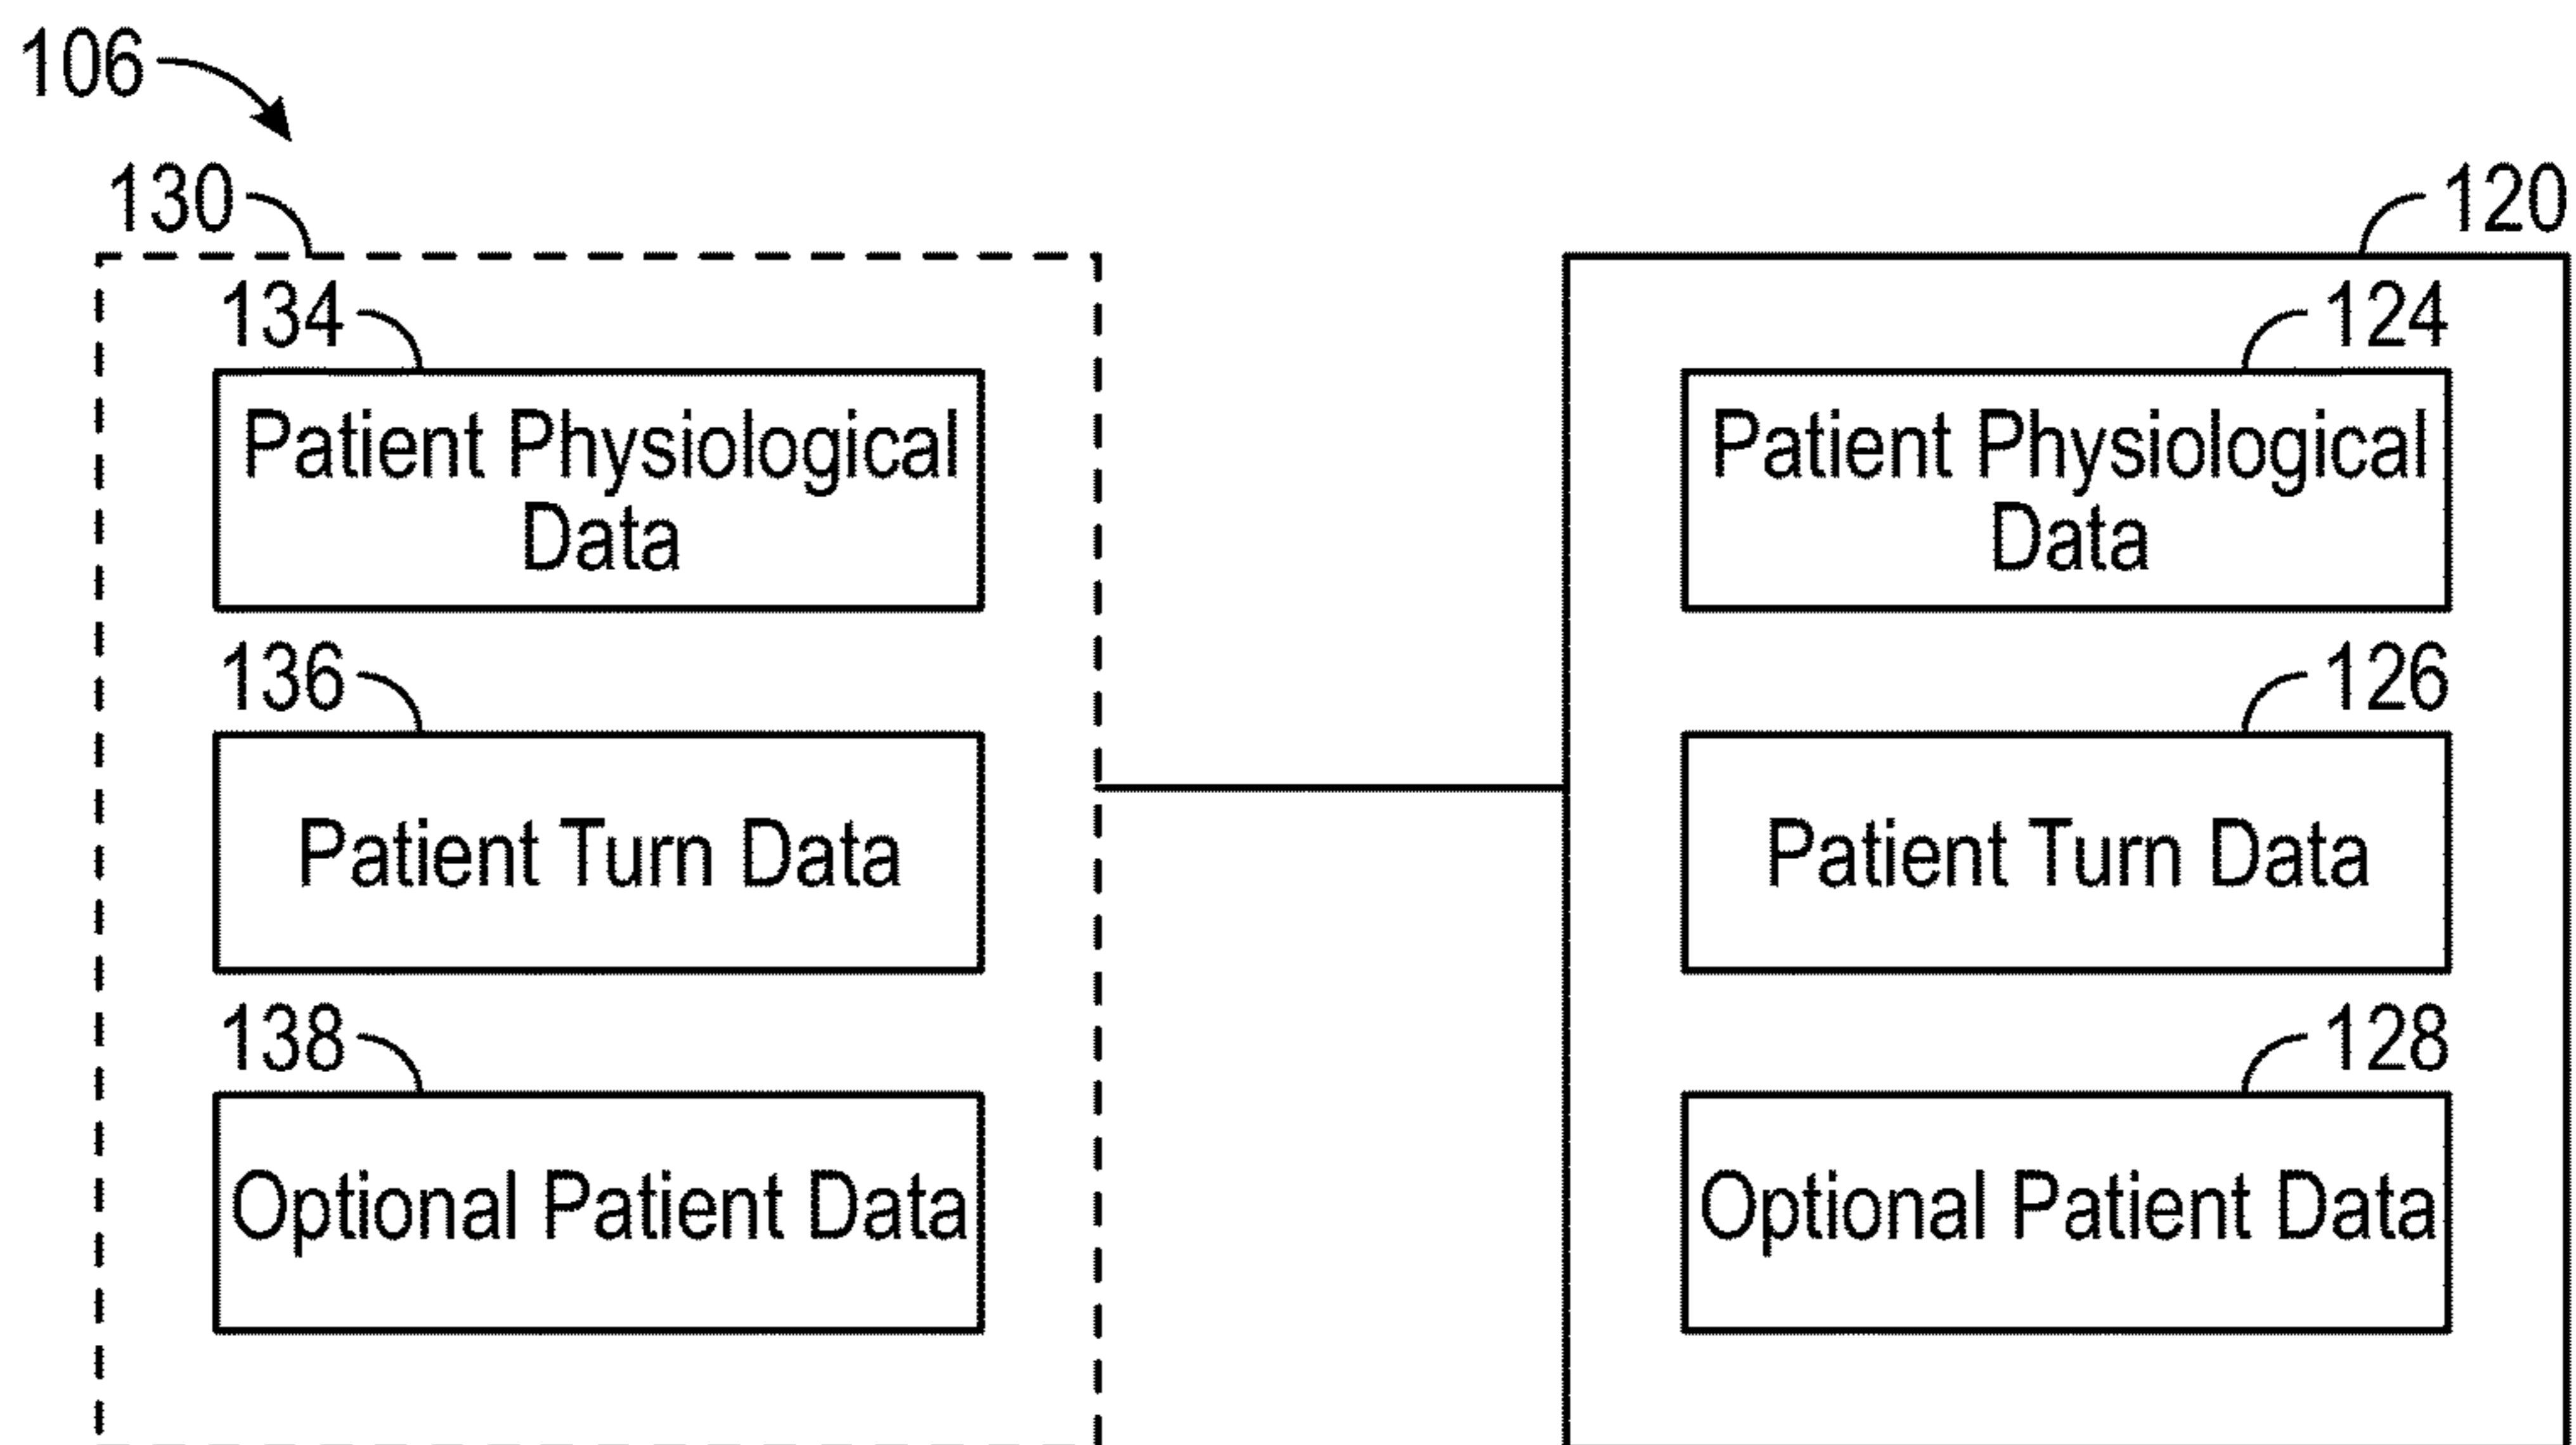 106
130
120
134
124
Patient Physiological
Data
Patient Physiological
Data
136
126
Patient Turn Data
Patient Turn Data
138
128
Optional Patient Data
Optional Patient Data